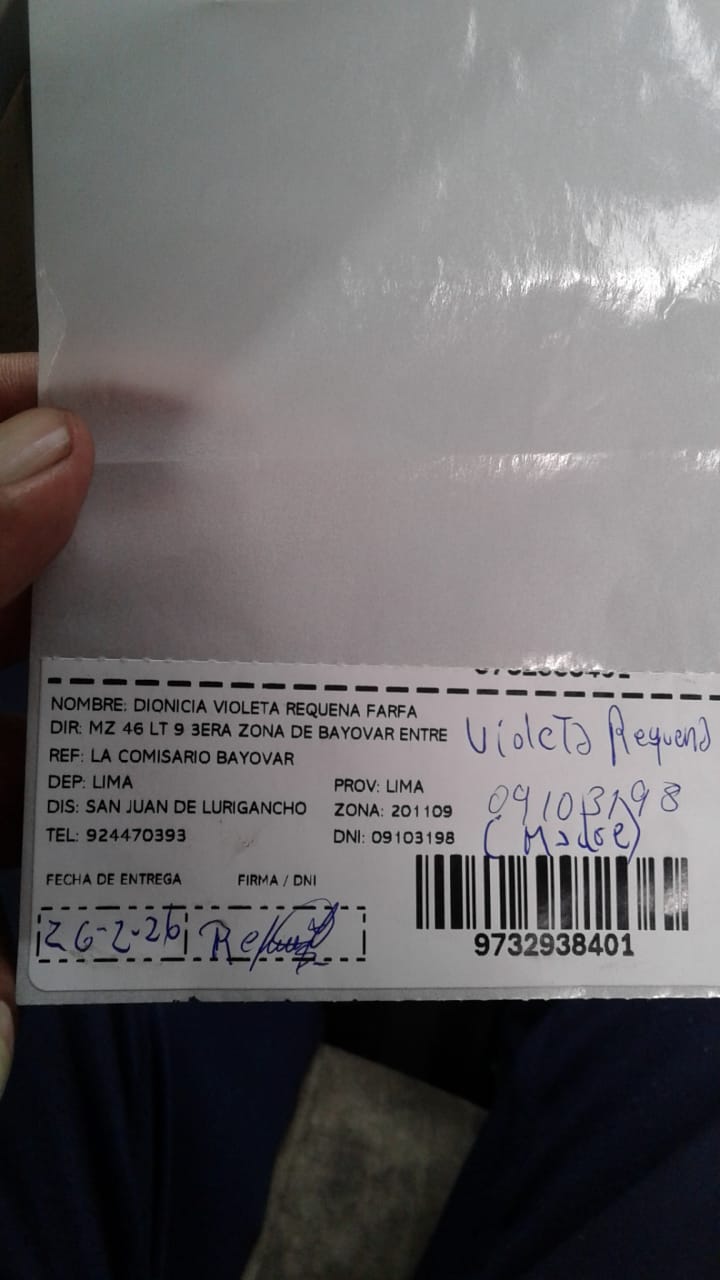 NOMBRE: DIONICIA VIOLETA REQUENA FARFA
DIR: MZ 46 LT 9 3ERA ZONA DE BAYOVAR ENTRE
Violeta Requena
REF: LA COMISARIO BAYOVAR
DEP: LIMA PROV: LIMA
DIS: SAN JUAN DE LURIGANCHO ZONA: 201109
09103198
TEL: 924470393 DNI: 09103198
(Madre)
FECHA DE ENTREGA FIRMA / DNI
26-2-26
9732938401